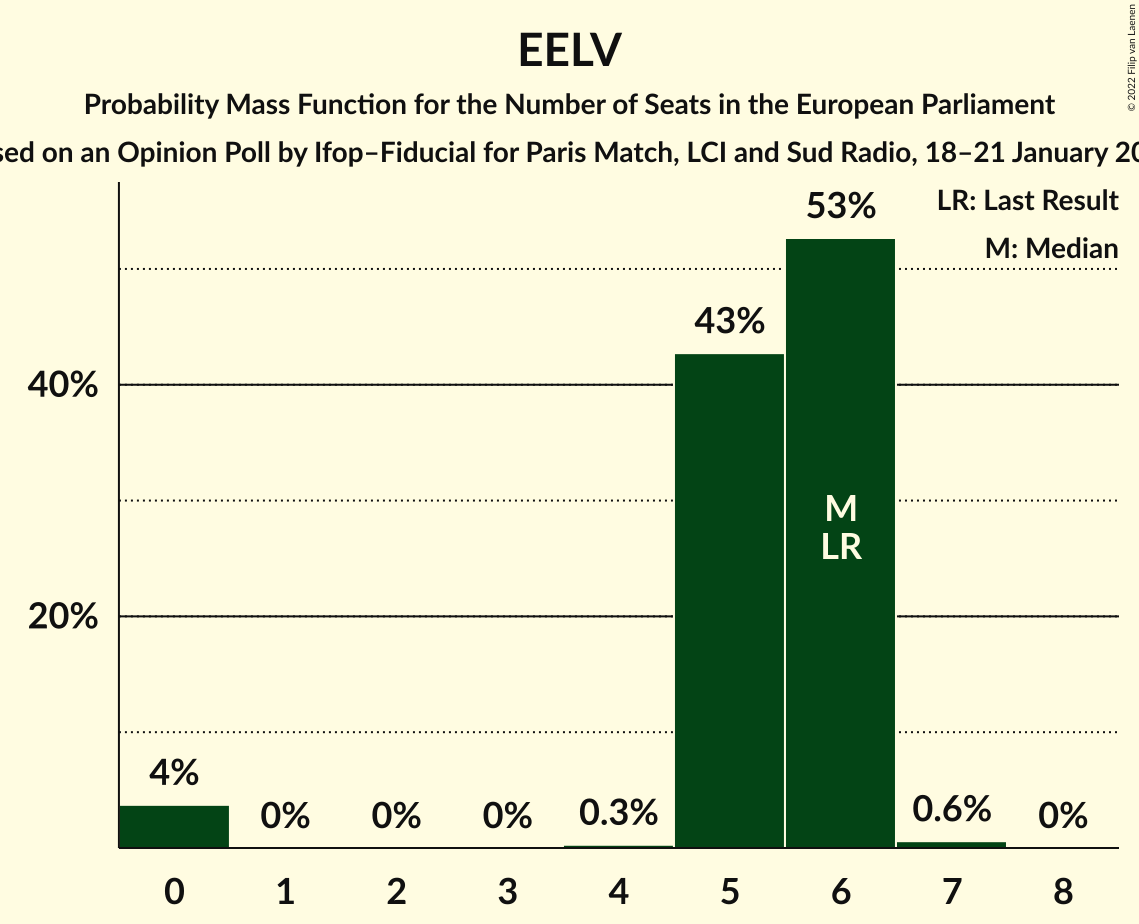 EELV
Probability Mass Function for the Number of Seats in the European Parliament
sed on an Opinion Poll by Ifop–Fiducial for Paris Match, LCI and Sud Radio, 18–21 January 20
© 2022 Filip van Laenen
LR: Last Result
M: Median
53%
43%
40%
M
LR
20%
4%
0%
0%
0%
0.3%
0.6%
0%
0 1 2 3 4 5 6 7 8